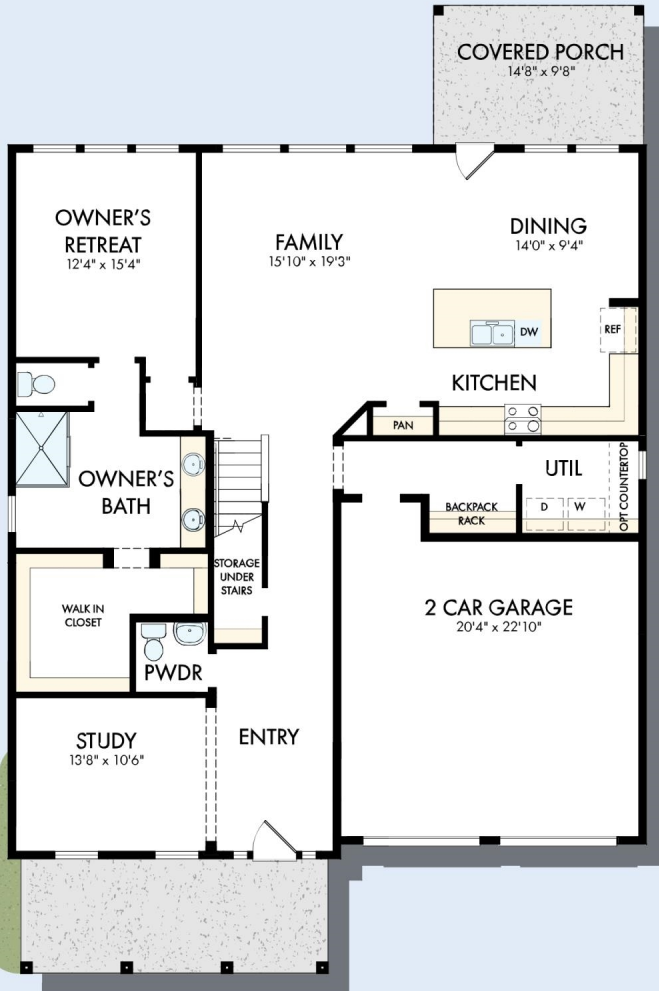 COVERED PORCH
14'8" x 9'8"
OWNER'S
RETREAT
12'4" x 15'4"
FAMILY
15'10" x 19'3"
DINING
14'0" x 9'4"
DW
REF
KITCHEN
PAN
OWNER'S
BATH
UTIL
OPT COUNTERTOP
BACKPACK
RACK
D
W
STORAGE
UNDER
STAIRS
WALK IN
CLOSET
2 CAR GARAGE
20'4" x 22'10"
PWDR
STUDY
13'8" x 10'6"
ENTRY